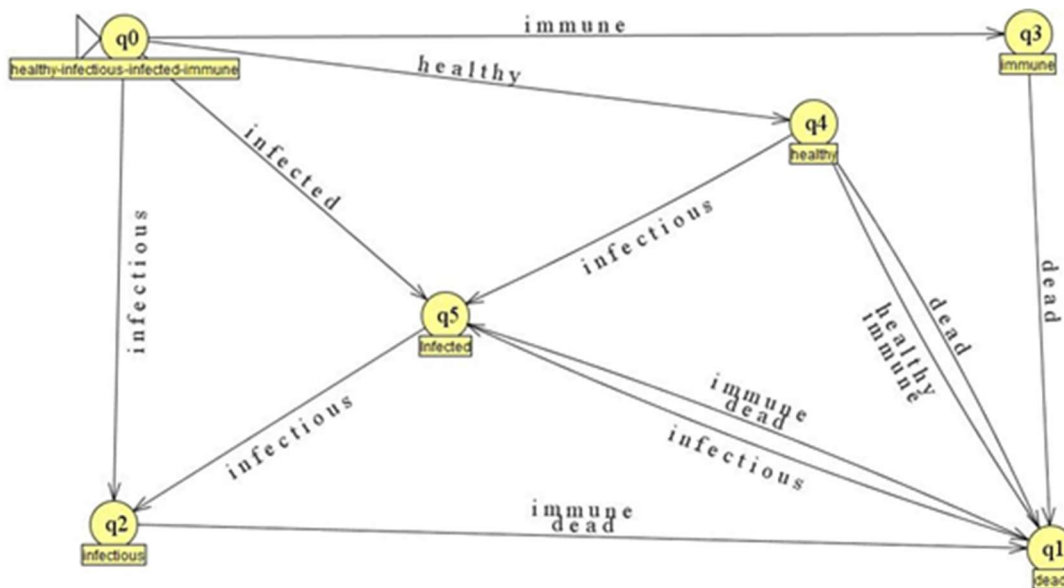 q0
healthy-infectious-infected-immune
immune
q3
immune
healthy
q4
healthy
infected
infectious
infectious
dead
dead
healthy
immune
q5
Infected
immune
dead
infectious
infectious
q2
infectious
immune
dead
q1
dead